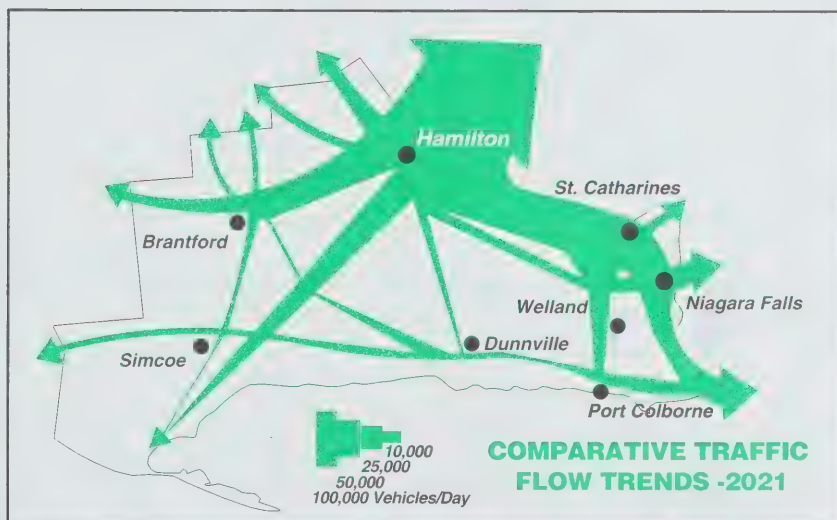 Hamilton
St. Catharines
Brantford
Niagara Falls
Welland
Simcoe
Dunnville
Port Colborne
10,000
25,000
50,000
100,000 Vehicles/Day
COMPARATIVE TRAFFIC
FLOW TRENDS -2021